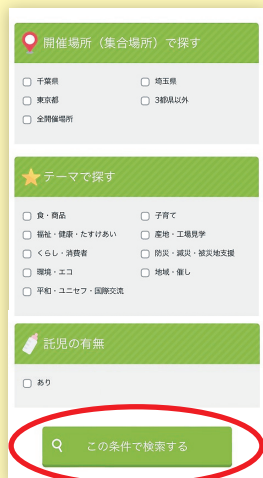 開催場所（集合場所）で探す
千葉県 埼玉県
東京都 3都県以外
全開催場所
テーマで探す
食・商品 子育て
福祉・健康・たすけあい 産地・工場見学
くらし・消費者 防災・減災・被災地支援
環境・エコ 地域・催し
平和・ユニセフ・国際交流
託児の有無
あり
この条件で検索する